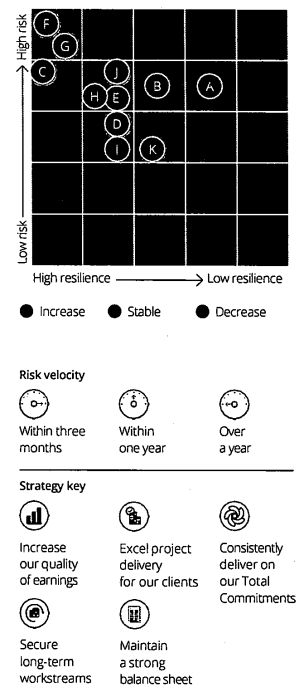 High risk
Low risk
F
G
C
J
H
E
B
A
D
I
K
High resilience
Low resilience
Increase
Stable
Decrease
Risk velocity
Within three
months
Within
one year
Over
a year
Strategy key
Increase
our quality
of earnings
Excel project
delivery
for our clients
Consistently
deliver on
our Total
Commitments
Secure
long-term
workstreams
Maintain
a strong
balance sheet